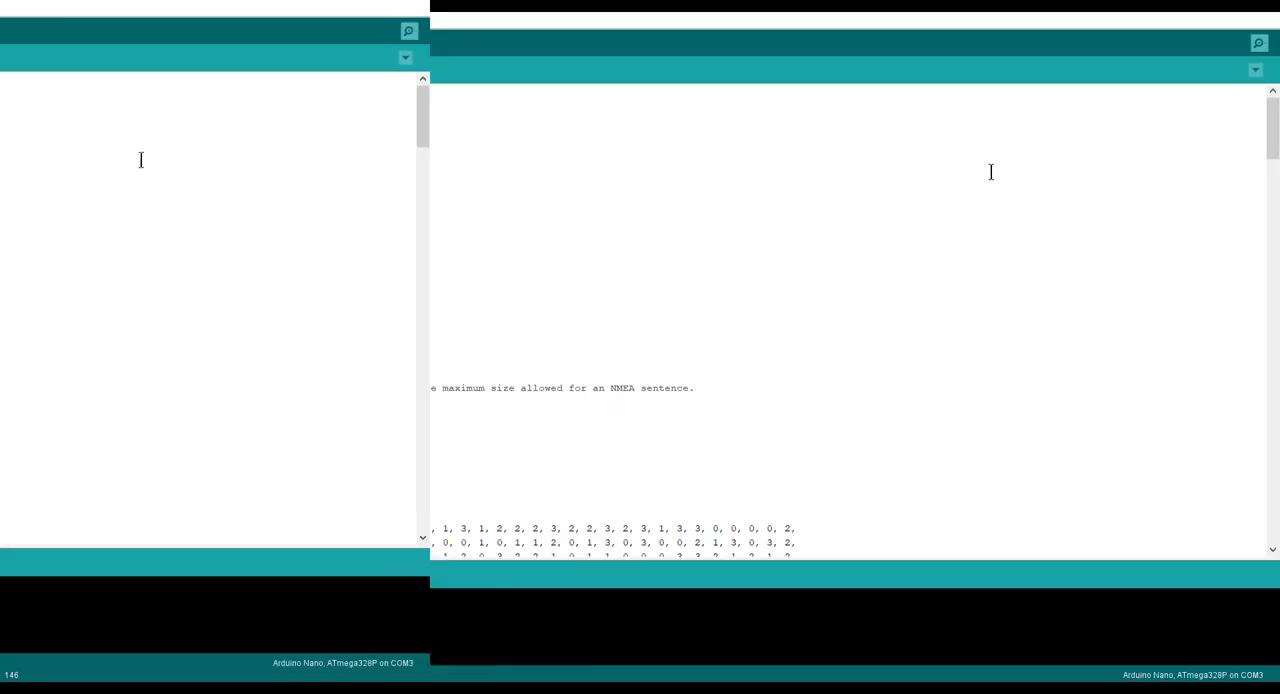 e maximum size allowed for an NMEA sentence.
, 1, 3, 1, 2, 2, 2, 3, 2, 2, 3, 2, 3, 1, 3, 3, 0, 0, 0, 0, 2,
, 0, 0, 1, 0, 1, 1, 2, 0, 1, 3, 0, 3, 0, 0, 2, 1, 3, 0, 3, 2,
Arduino Nano, ATmega328P on COM3
146
Arduino Nano, ATmega328P on COM3